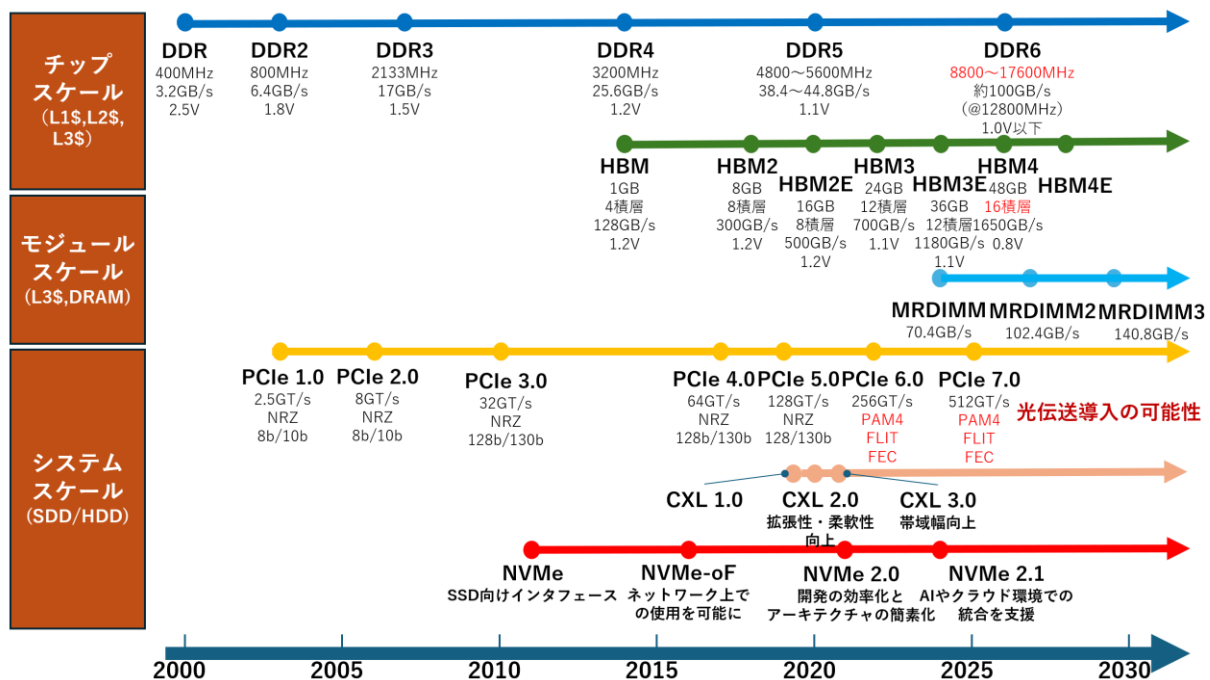 チップ
スケール
(L1$,L2$,
L3$)
モジュール
スケール
(L3$,DRAM)
システム
スケール
(SDD/HDD)
DDR
400MHz
3.2GB/s
2.5V
DDR2
800MHz
6.4GB/s
1.8V
DDR3
2133MHz
17GB/s
1.5V
DDR4
3200MHz
25.6GB/s
1.2V
DDR5
4800～5600MHz
38.4～44.8GB/s
1.1V
DDR6
8800～17600MHz
約100GB/s
(@12800MHz)
1.0V以下
HBM
1GB
4積層
128GB/s
1.2V
HBM2
8GB
8積層
300GB/s
1.2V
HBM2E
16GB
8積層
500GB/s
1.2V
HBM3
24GB
12積層
700GB/s
1.1V
HBM3E
36GB
12積層
1180GB/s
1.1V
HBM4
48GB
16積層
1650GB/s
0.8V
HBM4E
MRDIMM
70.4GB/s
MRDIMM2
102.4GB/s
MRDIMM3
140.8GB/s
PCIe 1.0
2.5GT/s
NRZ
8b/10b
PCIe 2.0
8GT/s
NRZ
8b/10b
PCIe 3.0
32GT/s
NRZ
128b/130b
PCIe 4.0
64GT/s
NRZ
128b/130b
PCIe 5.0
128GT/s
NRZ
128/130b
PCIe 6.0
256GT/s
PAM4
FLIT
FEC
PCIe 7.0
512GT/s
PAM4
FLIT
FEC
光伝送導入の可能性
CXL 1.0
CXL 2.0
拡張性・柔軟性
向上
CXL 3.0
帯域幅向上
NVMe
SSD向けインタフェース
NVMe-oF
ネットワーク上で
の使用を可能に
NVMe 2.0
開発の効率化と
アーキテクチャの簡素化
NVMe 2.1
AIやクラウド環境での
統合を支援
2000
2005
2010
2015
2020
2025
2030